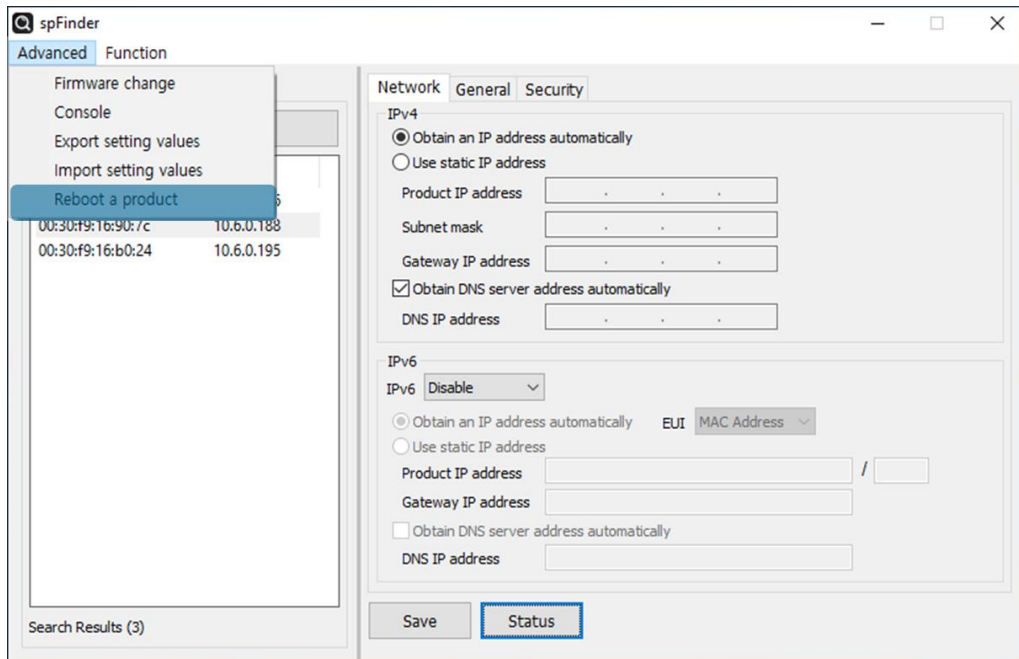 spFinder
Advanced Function
Firmware change
Console
Export setting values
Import setting values
Reboot a product
00:30:f9:16:90:7c 10.6.0.188
00:30:f9:16:b0:24 10.6.0.195
Search Results (3)
Network General Security
IPv4
Obtain an IP address automatically
Use static IP address
Product IP address . . .
Subnet mask . . .
Gateway IP address . . .
Obtain DNS server address automatically
DNS IP address . . .
IPv6
IPv6 Disable
Obtain an IP address automatically EUI MAC Address
Use static IP address
Product IP address /
Gateway IP address
Obtain DNS server address automatically
DNS IP address
Save Status